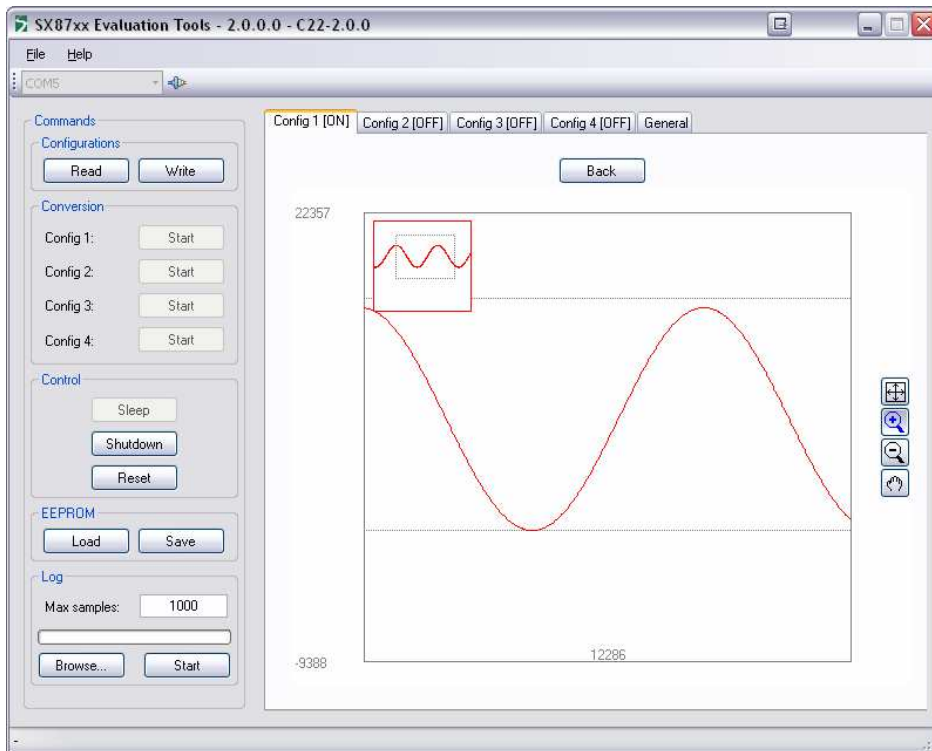 SX87xx Evaluation Tools - 2.0.0.0 - C22-2.0.0
File Help
COM5
Commands
Configurations
Read Write
Conversion
Config 1: Start
Config 2: Start
Config 3: Start
Config 4: Start
Control
Sleep
Shutdown
Reset
EEPROM
Load Save
Log
Max samples: 1000
Browse... Start
Config 1 [ON] Config 2 [OFF] Config 3 [OFF] Config 4 [OFF] General
Back
22357
-9388
12286
-